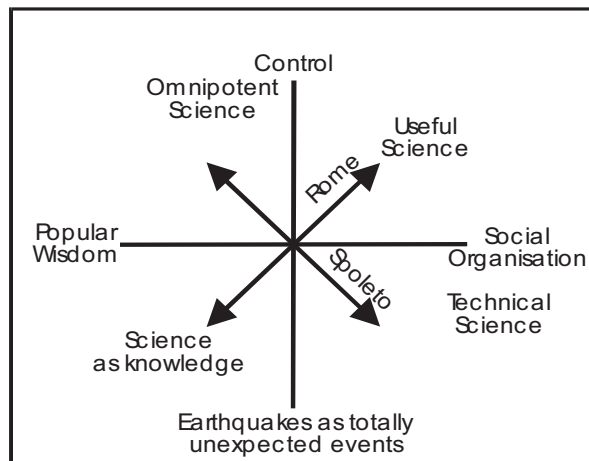 Control
Omnipotent
Science
Useful
Science
Rome
Popular
Wisdom
Social
Organisation
Spoleto
Technical
Science
Science
as knowledge
Earthquakes as totally
unexpected events